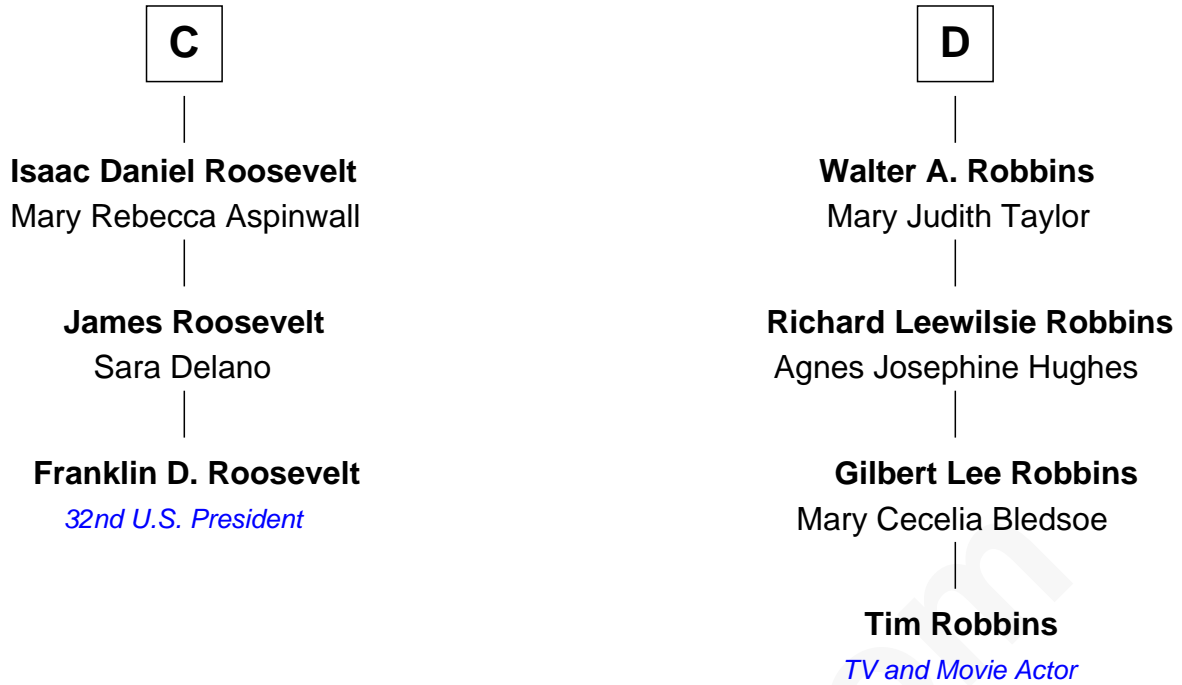 C
Isaac Daniel Roosevelt
Mary Rebecca Aspinwall
James Roosevelt
Sara Delano
Franklin D. Roosevelt
32nd U.S. President
D
Walter A. Robbins
Mary Judith Taylor
Richard Leewilsie Robbins
Agnes Josephine Hughes
Gilbert Lee Robbins
Mary Cecelia Bledsoe
Tim Robbins
TV and Movie Actor